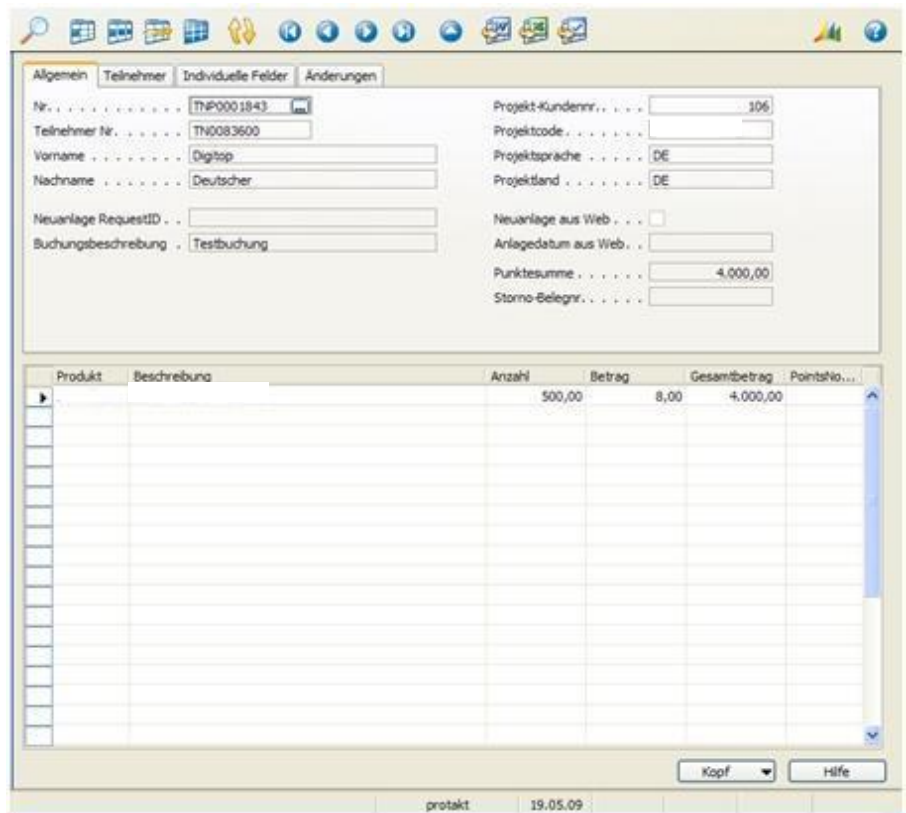 Allgemein Teilnehmer Individuelle Felder Änderungen
Nr. . . . . . . . . . . . . . TNP0001843
Teilnehmer Nr. . . . . . . TN0083600
Vorname . . . . . . . . Digitop
Nachname . . . . . . . Deutscher
Neuanlage RequestID . .
Buchungsbeschreibung . Testbuchung
Projekt-Kundennr.. . . . 106
Projektcode. . . . . . .
Projektsprache . . . . . DE
Projektland . . . . . . . DE
Neuanlage aus Web . . .
Anlagedatum aus Web. .
Punktesumme . . . . . . 4.000,00
Storno-Belegnr. . . . . .
Produkt Beschreibung Anzahl Betrag Gesamtbetrag PointsNo...
500,00 8,00 4.000,00
Kopf Hilfe
protakt 19.05.09